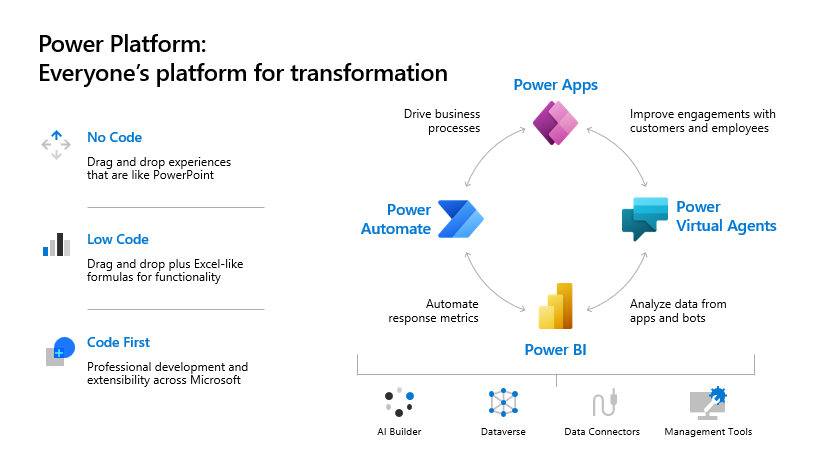 Power Platform:
Everyone’s platform for transformation
No Code
Drag and drop experiences
that are like PowerPoint
Low Code
Drag and drop plus Excel-like
formulas for functionality
Code First
Professional development and
extensibility across Microsoft
Power Apps
Drive business
processes
Improve engagements with
customers and employees
Power
Automate
Power
Virtual Agents
Automate
response metrics
Analyze data from
apps and bots
Power BI
AI Builder
Dataverse
Data Connectors
Management Tools